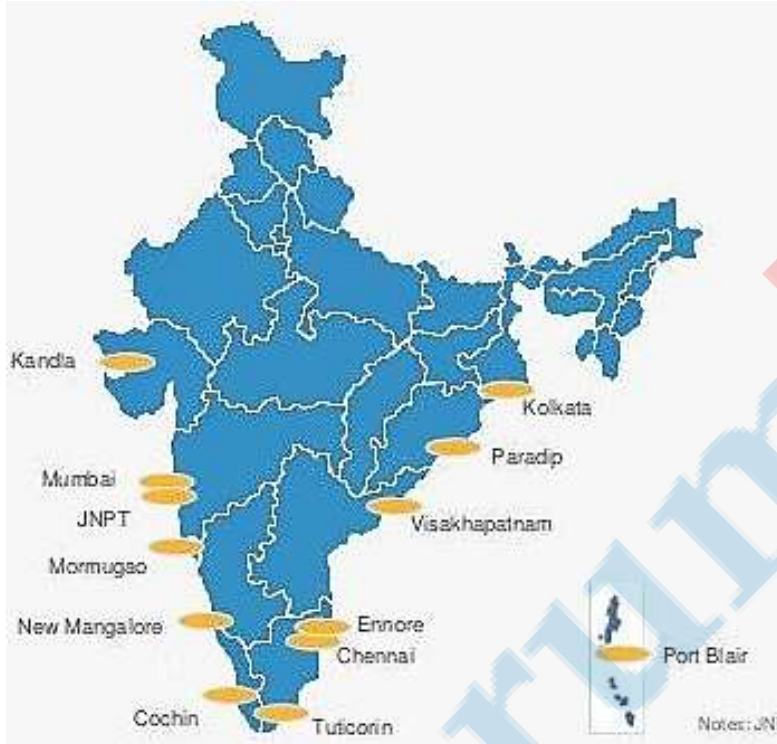 Kandla
Kolkata
Paradip
Mumbai
JNPT
Visakhapatnam
Mormugao
New Mangalore
Ennore
Chennai
Port Blair
Cochin
Tuticorin
Notes: JN